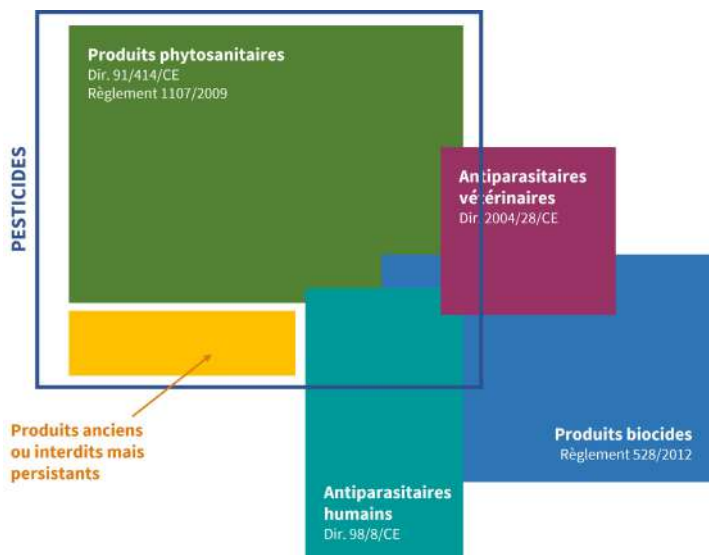 PESTICIDES
Produits phytosanitaires
Dir. 91/414/CE
Règlement 1107/2009
Antiparasitaires
vétérinaires
Dir. 2004/28/CE
Produits anciens
ou interdits mais
persistants
Produits biocides
Règlement 528/2012
Antiparasitaires
humains
Dir. 98/8/CE